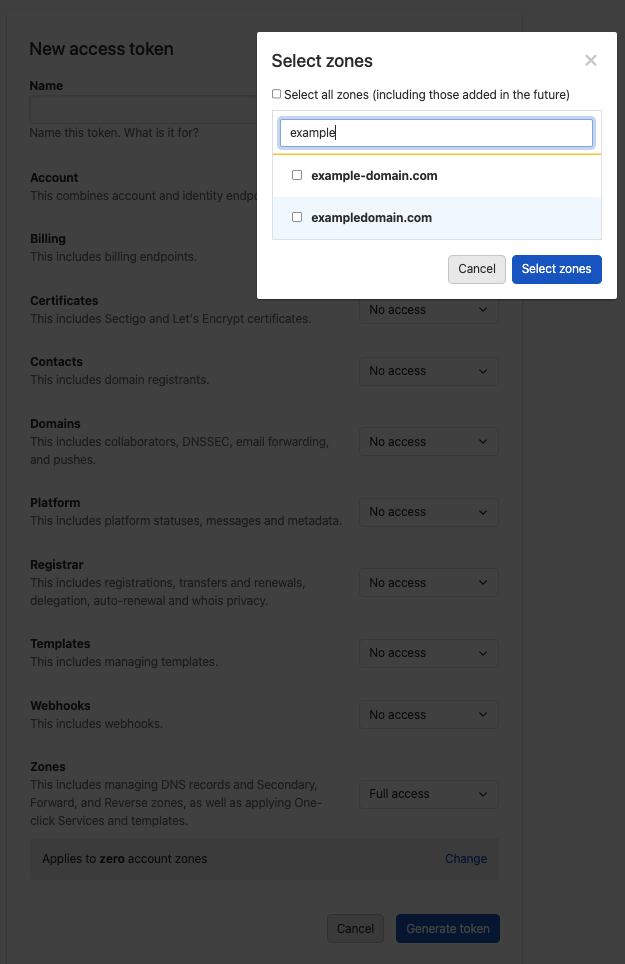 New access token
Name
Name this token. What is it for?
Account
This combines account and identity endpo
Billing
This includes billing endpoints.
Certificates
This includes Sectigo and Let's Encrypt certificates.
No access
Contacts
This includes domain registrants.
No access
Domains
This includes collaborators, DNSSEC, email forwarding,
and pushes.
No access
Platform
This includes platform statuses, messages and metadata.
No access
Registrar
This includes registrations, transfers and renewals,
delegation, auto-renewal and whois privacy.
No access
Templates
This includes managing templates.
No access
Webhooks
This includes webhooks.
No access
Zones
This includes managing DNS records and Secondary,
Forward, and Reverse zones, as well as applying One-
click Services and templates.
Full access
Applies to zero account zones
Change
Cancel
Generate token
Select zones
Select all zones (including those added in the future)
example
example-domain.com
exampledomain.com
Cancel
Select zones